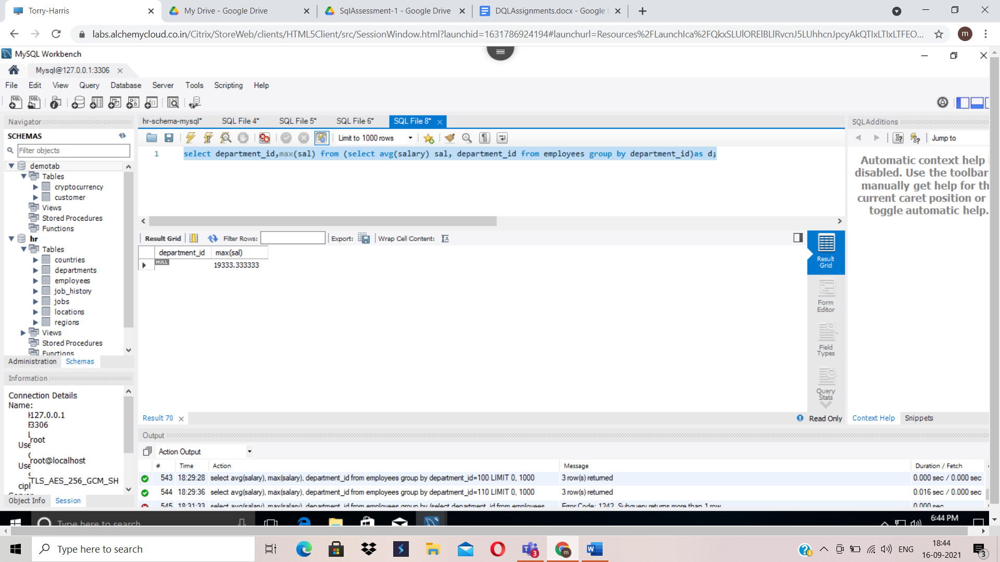 Torry-Harris
My Drive - Google Drive
SqlAssessment-1 - Google Drive
DQLAssignments.docx - Google
labs.alchemycloud.co.in/Citrix/StoreWeb/clients/HTML5Client/src/SessionWindow.html?launchid=1631786924194#launchurl=Resources%2FLaunchIca%2F
m
MySQL Workbench
Mysql@127.0.0.1:3306
File Edit View Query Database Server Tools Scripting Help
Navigator
hr-schema-mysql* SQL File 4* SQL File 5* SQL File 6* SQL File 8*
SQLAdditions
SCHEMAS
Limit to 1000 rows
Jump to
Filter objects
1 select department_id,max(sal) from (select avg(salary) sal, department_id from employees group by department_id)as d;
demotab
Tables
cryptocurrency
customer
Views
Stored Procedures
Functions
hr
Tables
countries
departments
employees
job_history
jobs
locations
regions
Views
Stored Procedures
Functions
Administration Schemas
Automatic context help
disabled. Use the toolbar
manually get help for
current caret position or
toggle automatic help.
Result Grid Filter Rows: Export: Wrap Cell Content:
department_id max(sal)
NULL 19333.333333
Result
Grid
Form
Editor
Field
Types
Query
Stats
Information
Connection Details
Name:
127.0.0.1
3306
root
root@localhost
TLS_AES_256_GCM_SH
Object Info Session
Result 70
Read Only
Context Help Snippets
Output
Action Output
# Time Action Message Duration / Fetch
543 18:29:28 select avg(salary), max(salary), department_id from employees group by department_id=100 LIMIT 0, 1000 3 row(s) returned 0.000 sec / 0.000 sec
544 18:29:36 select avg(salary), max(salary), department_id from employees group by department_id=110 LIMIT 0, 1000 3 row(s) returned 0.016 sec / 0.000 sec
545 18:31:33 select avg(salary), max(salary), department_id from employees group by (select department_id from employees Error Code: 1242. Subquery returns more than 1 row 0.000 sec
Type here to search
6:44 PM
Type here to search
3
m
ENG
18:44
16-09-2021
3